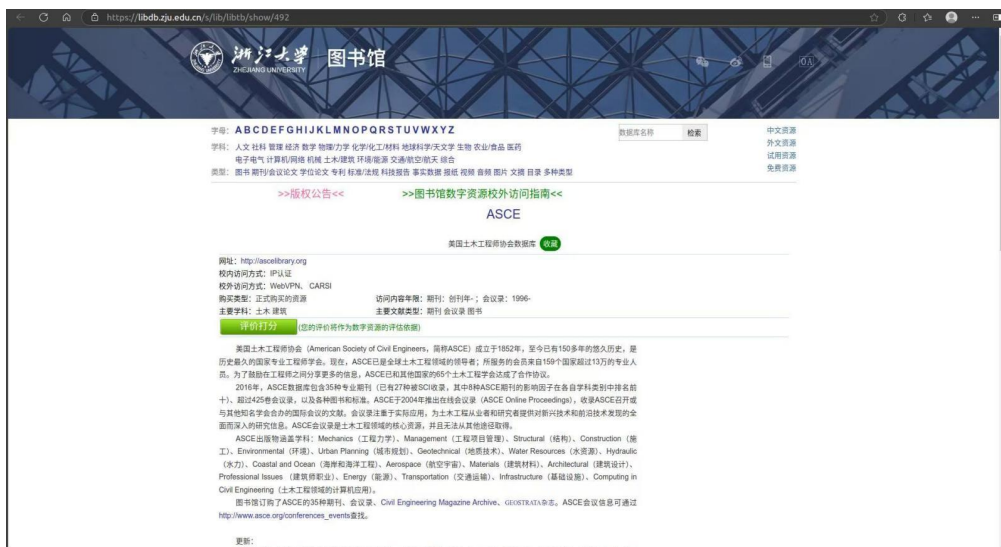 https://libdb.zju.edu.cn/s/lib/libtb/show/492
浙江大学 图书馆
ZHEJIANG UNIVERSITY
字母: A B C D E F G H I J K L M N O P Q R S T U V W X Y Z
数据库名称 检索
中文资源
外文资源
试用资源
免费资源
学科: 人文 社科 管理 经济 数学 物理/力学 化学/化工/材料 地球科学/天文学 生物 农业/食品 医药
电子电气 计算机/网络 机械 土木/建筑 环境/能源 交通/航空/航天 综合
类型: 图书 期刊/会议论文 学位论文 专利 标准/法规 科技报告 事实数据 报纸 视频 音频 图片 文摘 目录 多种类型
>>版权公告<< >>图书馆数字资源校外访问指南<<
ASCE
美国土木工程师协会数据库 收藏
网址: http://ascelibrary.org
校内访问方式: IP认证
校外访问方式: WebVPN、 CARSI
购买类型: 正式购买的资源 访问内容年限: 期刊: 创刊年- ; 会议录: 1996-
主要学科: 土木 建筑 主要文献类型: 期刊 会议录 图书
评价打分 (您的评价将作为数字资源的评估依据)
美国土木工程师协会（American Society of Civil Engineers，简称ASCE）成立于1852年，至今已有150多年的悠久历史，是
历史最久的国家专业工程师学会。现在，ASCE已是全球土木工程领域的领导者；所服务的会员来自159个国家超过13万的专业人
员。为了鼓励在工程师之间分享更多的信息，ASCE已和其他国家的65个土木工程学会达成了合作协议。
2016年，ASCE数据库包含35种专业期刊（已有27种被SCI收录，其中8种ASCE期刊的影响因子在各自学科类别中排名前
十）、超过425卷会议录，以及各种图书和标准。ASCE于2004年推出在线会议录（ASCE Online Proceedings)，收录ASCE召开或
与其他知名学会合办的国际会议的文献。会议录注重于实际应用，为土木工程从业者和研究者提供对新兴技术和前沿技术发现的全
面而深入的研究信息。ASCE会议录是土木工程领域的核心资源，并且无法从其他途径取得。
ASCE出版物涵盖学科：Mechanics（工程力学）、Management（工程项目管理）、Structural（结构）、Construction（施
工）、Environmental（环境）、Urban Planning（城市规划）、Geotechnical（地质技术）、Water Resources（水资源）、Hydraulic
（水力）、Coastal and Ocean（海岸和海洋工程）、Aerospace（航空宇宙）、Materials（建筑材料）、Architectural（建筑设计）、
Professional Issues （建筑师职业）、Energy（能源）、Transportation（交通运输）、Infrastructure（基础设施）、Computing in
Civil Engineering（土木工程领域的计算机应用）。
图书馆订购了ASCE的35种期刊、会议录、Civil Engineering Magazine Archive、GEOSTRATA杂志。ASCE会议信息可通过
http://www.asce.org/conferences_events查找。
更新：